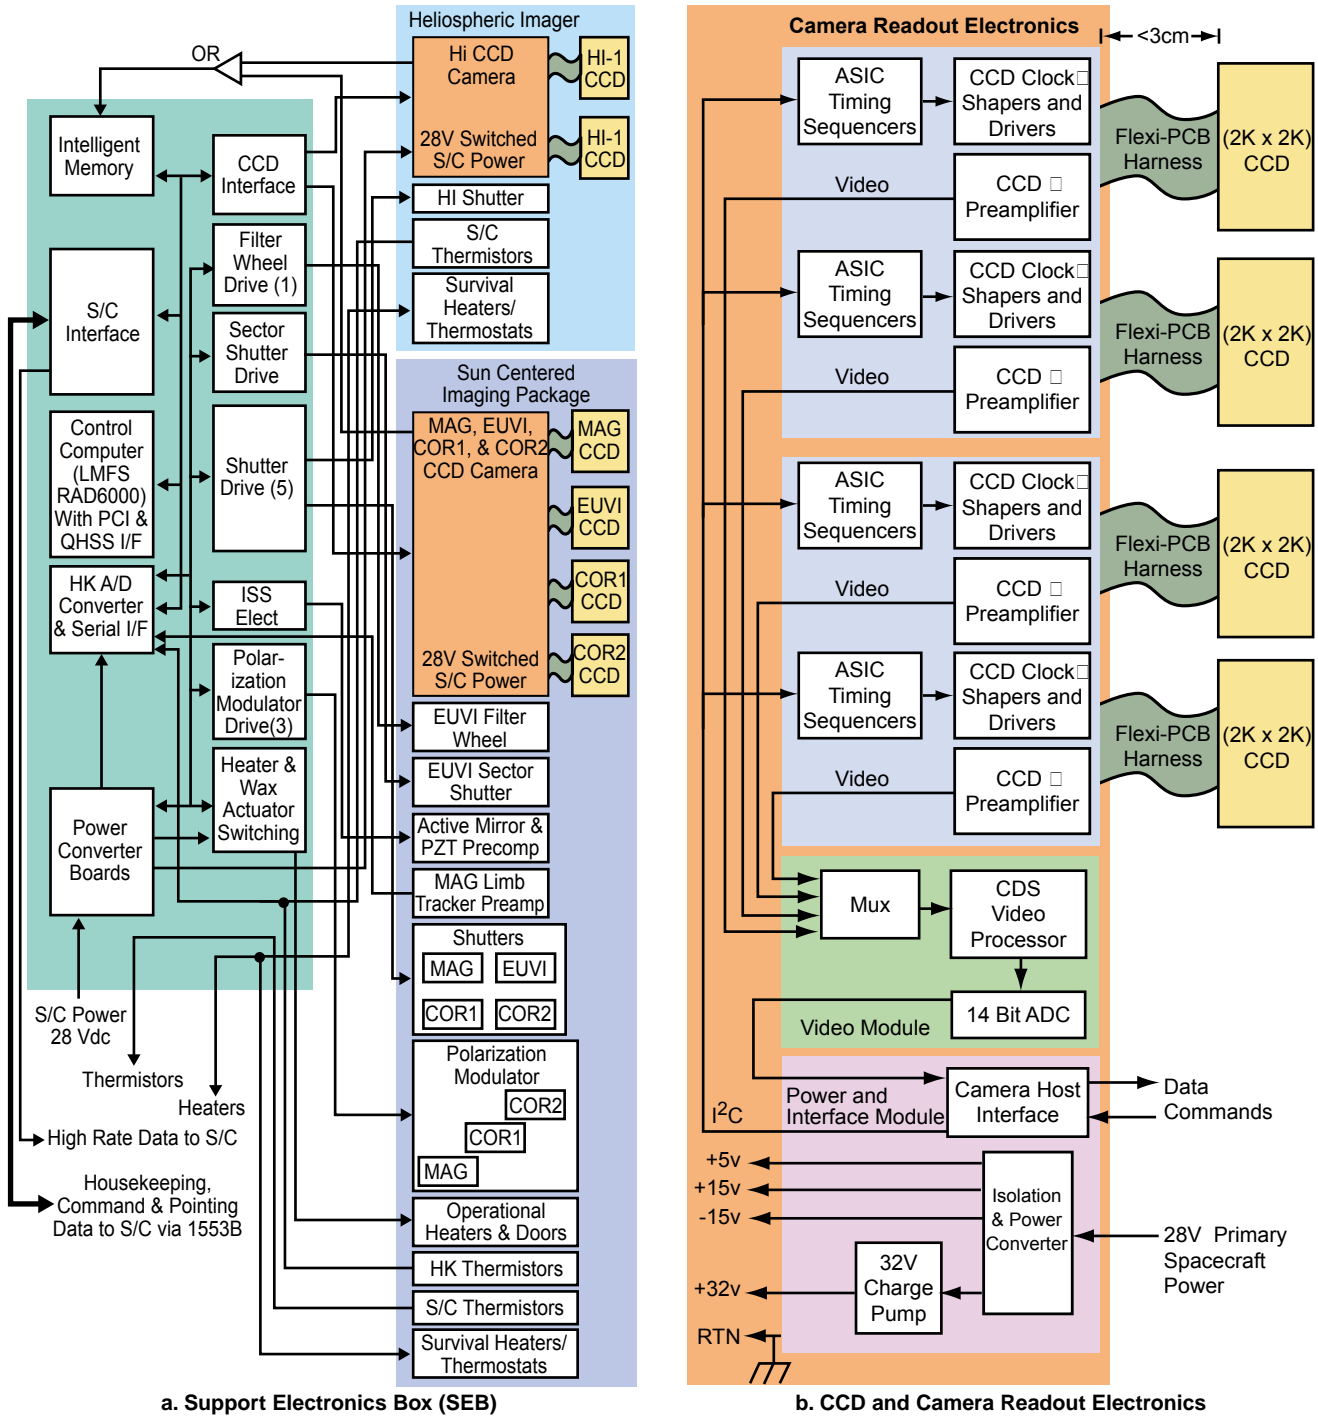 Heliospheric Imager
OR
Hi CCD
Camera
HI-1
CCD
28V Switched
S/C Power
HI-1
CCD
Intelligent
Memory
CCD
Interface
HI Shutter
S/C
Thermistors
Filter
Wheel
Drive (1)
S/C
Interface
Survival
Heaters/
Thermostats
Sector
Shutter
Drive
Sun Centered
Imaging Package
MAG, EUVI,
COR1, & COR2
CCD Camera
MAG
CCD
Control
Computer
(LMFS
RAD6000)
With PCI &
QHSS I/F
Shutter
Drive (5)
EUVI
CCD
HK A/D
Converter
& Serial I/F
ISS
Elect
COR1
CCD
Polar-
ization
Modulator
Drive(3)
28V Switched
S/C Power
COR2
CCD
EUVI Filter
Wheel
Heater &
Wax
Actuator
Switching
EUVI Sector
Shutter
Power
Converter
Boards
Active Mirror &
PZT Precomp
MAG Limb
Tracker Preamp
Shutters
MAG
EUVI
COR1
COR2
S/C Power
28 Vdc
Thermistors
Heaters
Polarization
Modulator
COR2
COR1
MAG
High Rate Data to S/C
Housekeeping,
Command & Pointing
Data to S/C via 1553B
Operational
Heaters & Doors
HK Thermistors
S/C Thermistors
Survival Heaters/
Thermostats
a. Support Electronics Box (SEB)
Camera Readout Electronics
<3cm
ASIC
Timing
Sequencers
CCD Clock
Shapers and
Drivers
Flexi-PCB
Harness
(2K x 2K)
CCD
Video
CCD
Preamplifier
ASIC
Timing
Sequencers
CCD Clock
Shapers and
Drivers
Flexi-PCB
Harness
(2K x 2K)
CCD
Video
CCD
Preamplifier
ASIC
Timing
Sequencers
CCD Clock
Shapers and
Drivers
Flexi-PCB
Harness
(2K x 2K)
CCD
Video
CCD
Preamplifier
ASIC
Timing
Sequencers
CCD Clock
Shapers and
Drivers
Flexi-PCB
Harness
(2K x 2K)
CCD
Video
CCD
Preamplifier
Mux
CDS
Video
Processor
14 Bit ADC
Video Module
Power and
Interface Module
Camera Host
Interface
Data
Commands
I²C
+5v
+15v
-15v
Isolation
& Power
Converter
28V Primary
Spacecraft
Power
32V
Charge
Pump
+32v
RTN
b. CCD and Camera Readout Electronics